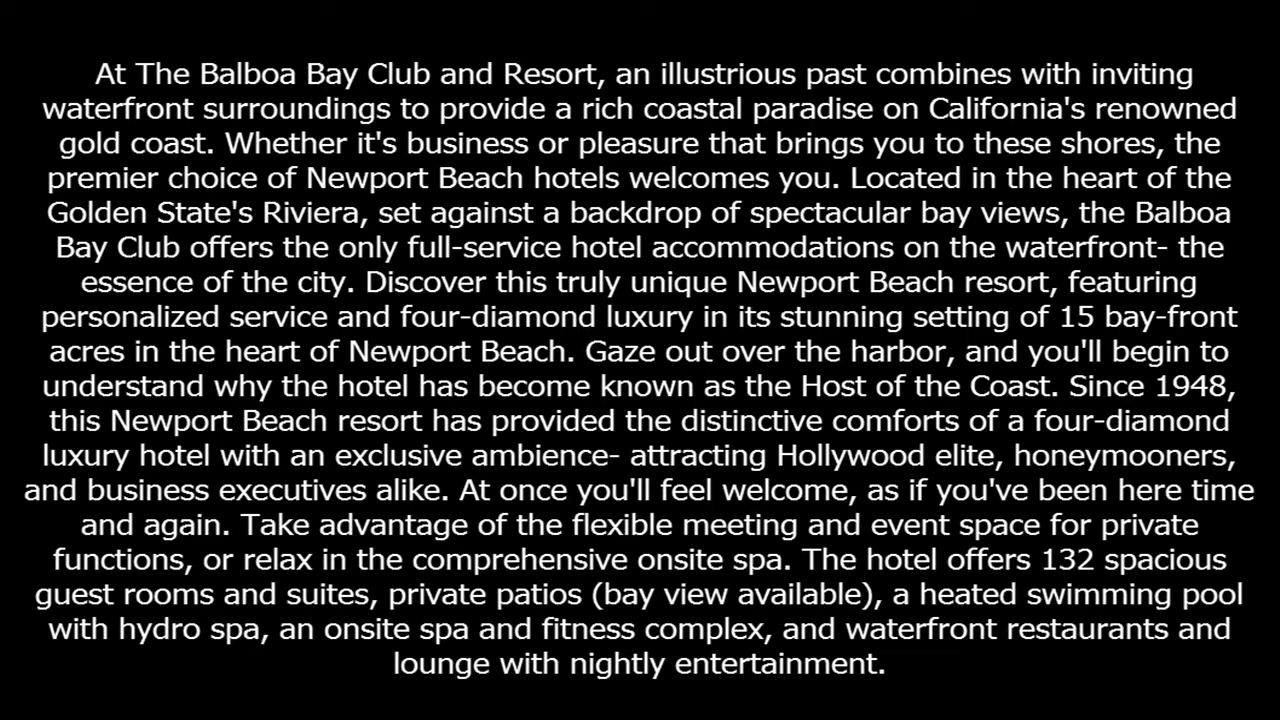 At The Balboa Bay Club and Resort, an illustrious past combines with inviting
waterfront surroundings to provide a rich coastal paradise on California's renowned
gold coast. Whether it's business or pleasure that brings you to these shores, the
premier choice of Newport Beach hotels welcomes you. Located in the heart of the
Golden State's Riviera, set against a backdrop of spectacular bay views, the Balboa
Bay Club offers the only full-service hotel accommodations on the waterfront- the
essence of the city. Discover this truly unique Newport Beach resort, featuring
personalized service and four-diamond luxury in its stunning setting of 15 bay-front
acres in the heart of Newport Beach. Gaze out over the harbor, and you'll begin to
understand why the hotel has become known as the Host of the Coast. Since 1948,
this Newport Beach resort has provided the distinctive comforts of a four-diamond
luxury hotel with an exclusive ambience- attracting Hollywood elite, honeymooners,
and business executives alike. At once you'll feel welcome, as if you've been here time
and again. Take advantage of the flexible meeting and event space for private
functions, or relax in the comprehensive onsite spa. The hotel offers 132 spacious
guest rooms and suites, private patios (bay view available), a heated swimming pool
with hydro spa, an onsite spa and fitness complex, and waterfront restaurants and
lounge with nightly entertainment.